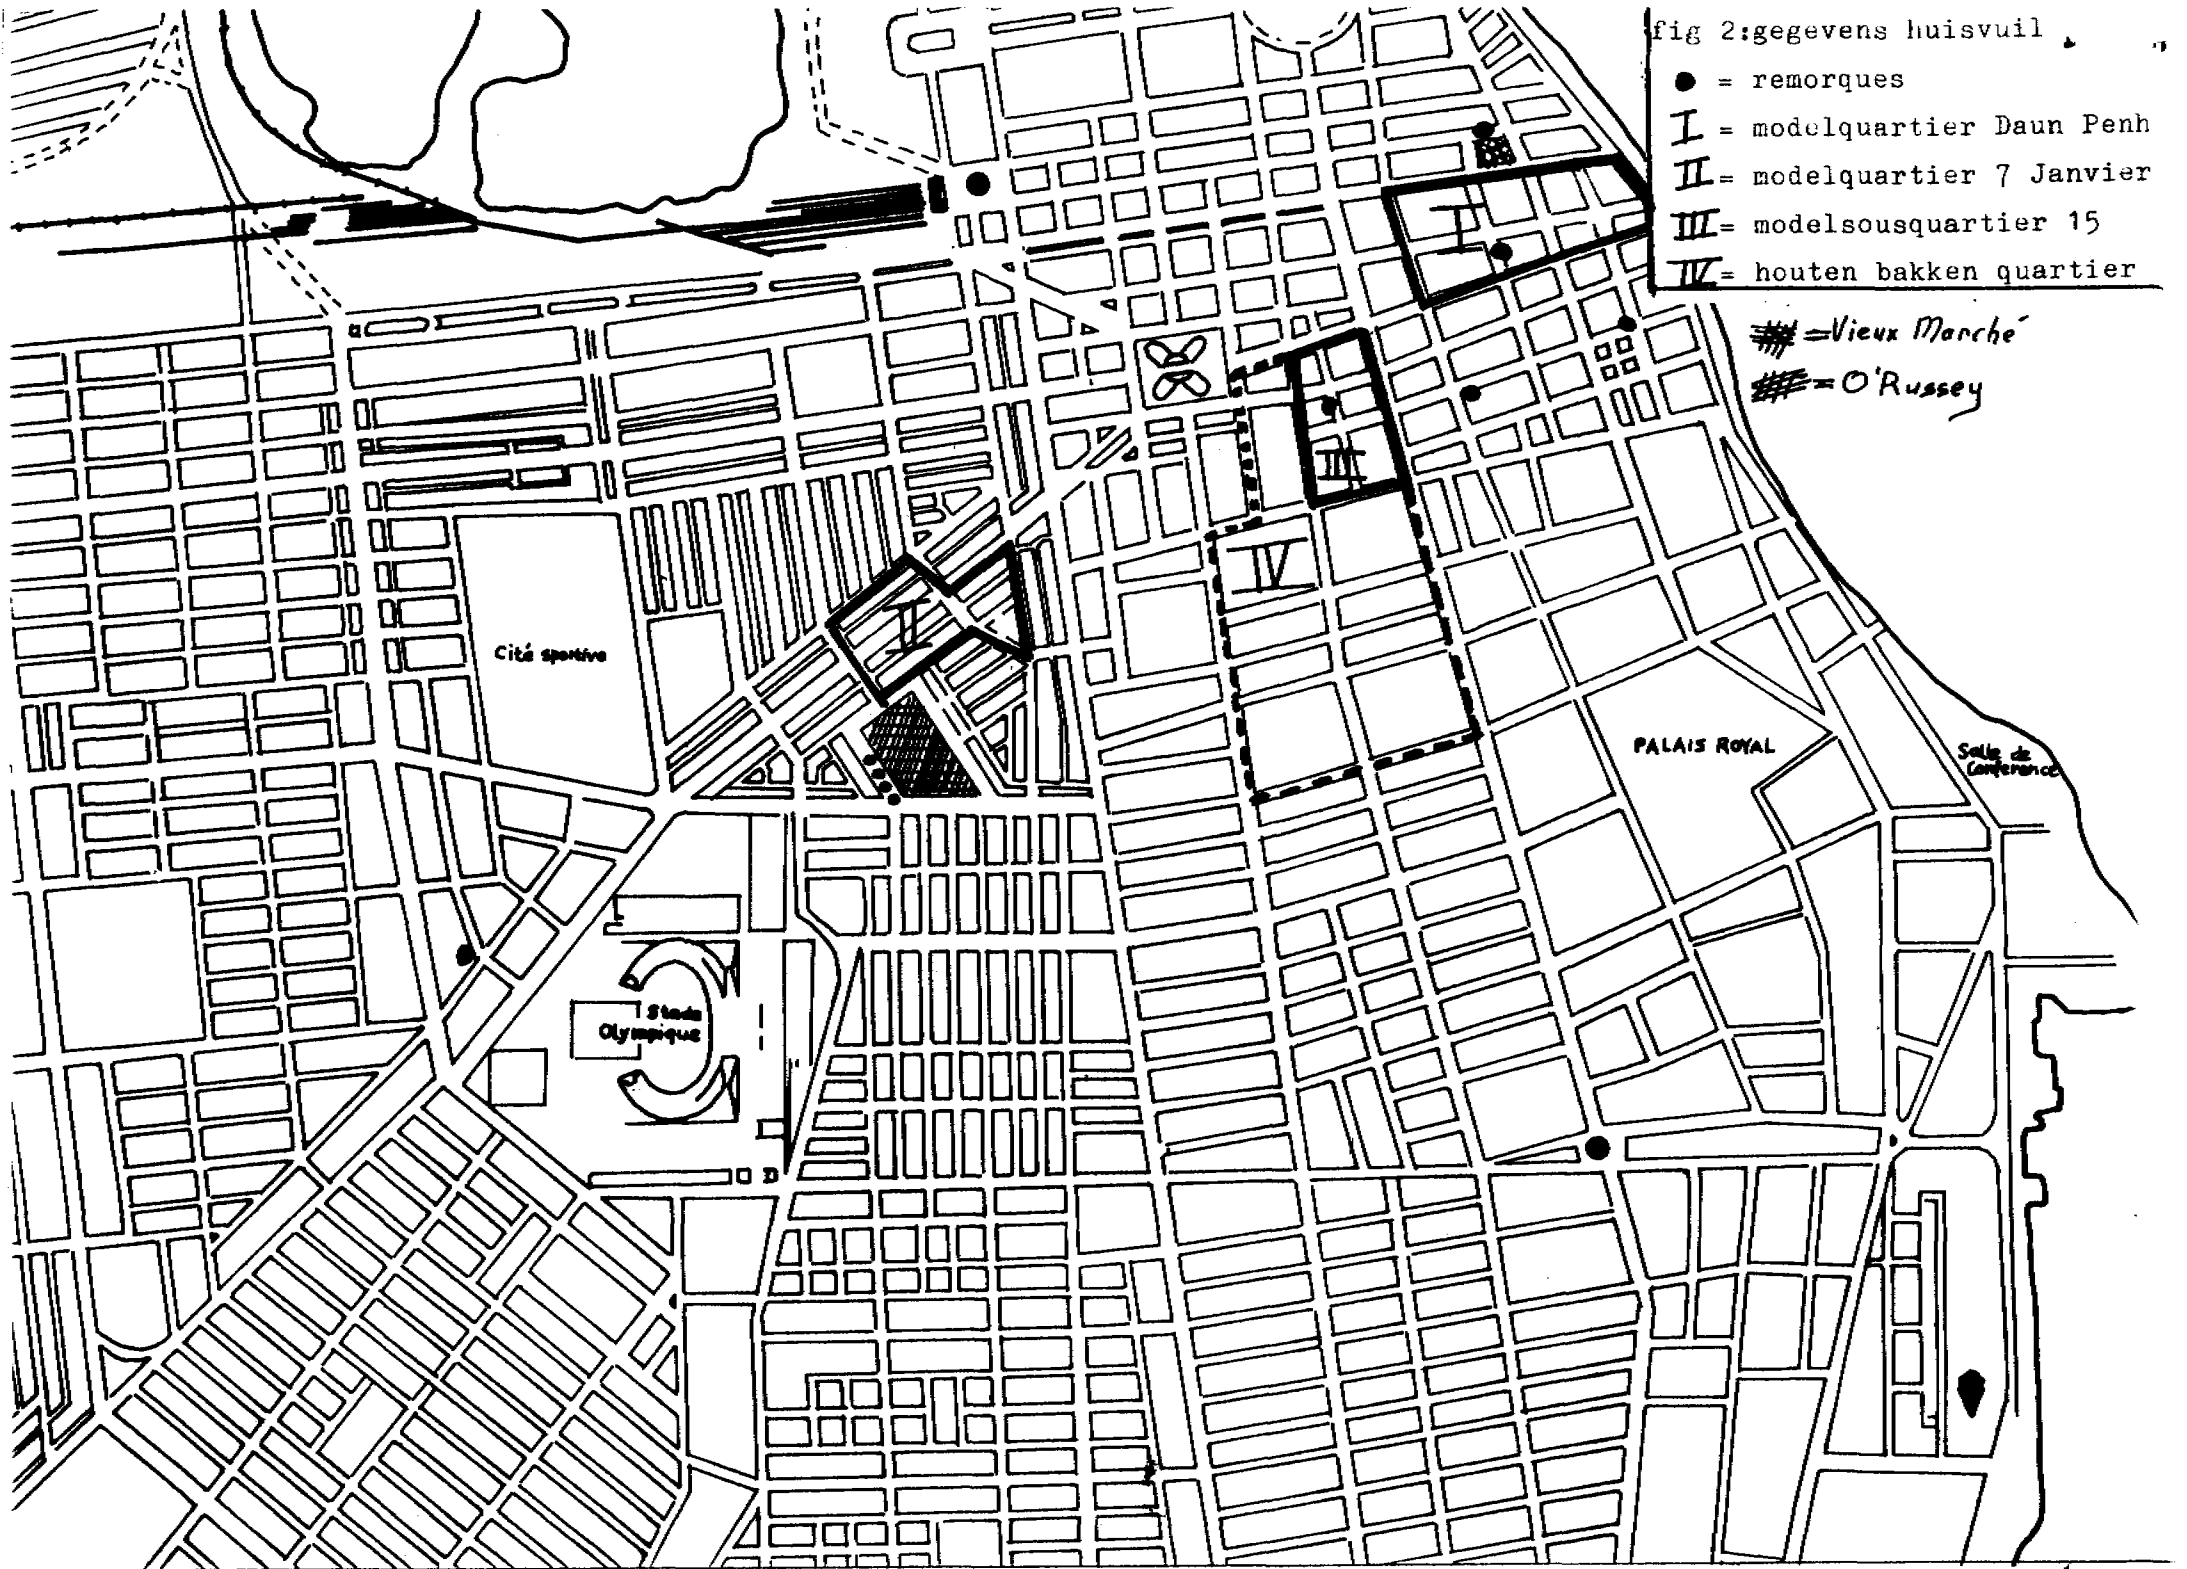 fig 2:gegevens huisvuil
● = remorques
I = modelquartier Daun Penh
II = modelquartier 7 Janvier
III = modelsousquartier 15
IV = houten bakken quartier
= Vieux Marché
= O'Russey
I
III
IV
II
Cité sportive
PALAIS ROYAL
Salle de
Conference
Stade
Olympique